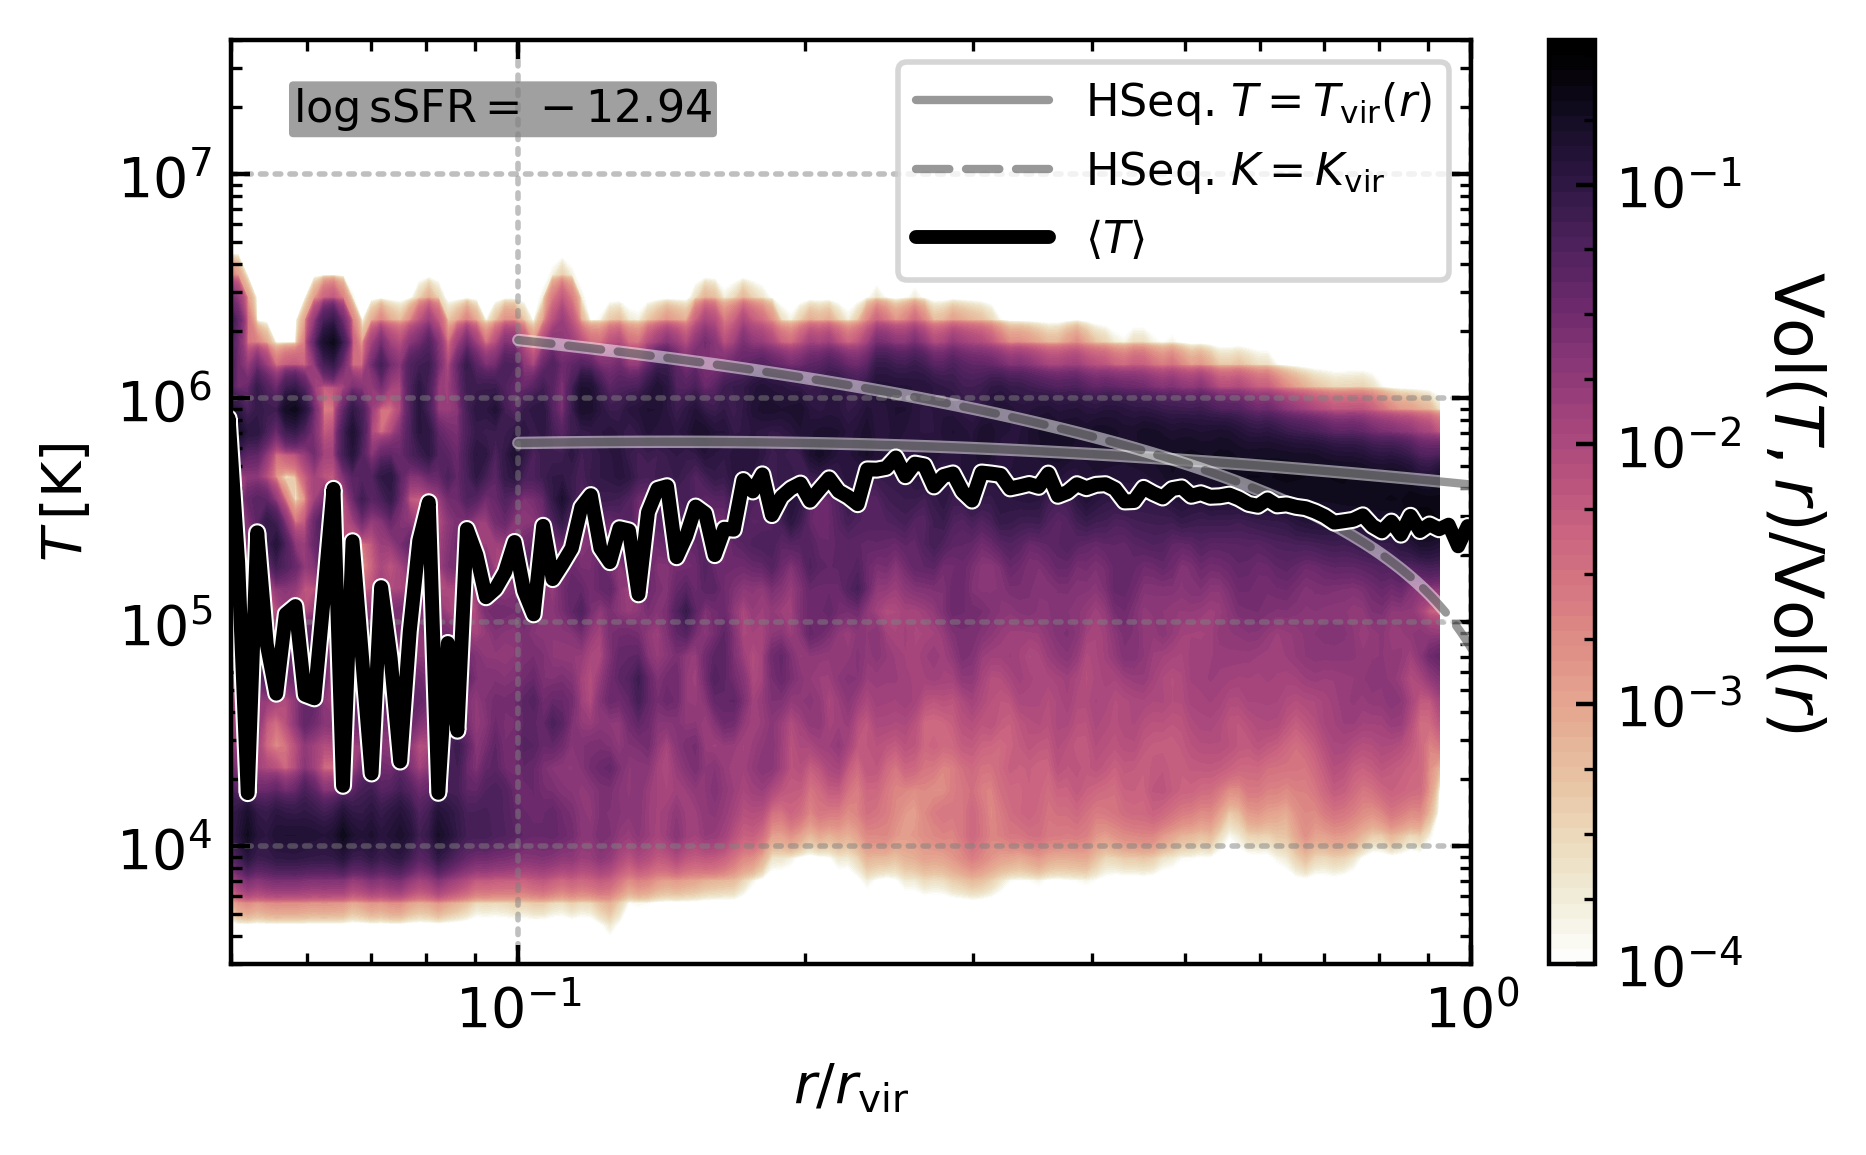 log sSFR = −12.94
HSeq. T = T_vir(r)
HSeq. K = K_vir
⟨T⟩
10^7
10^6
10^5
10^4
T [K]
10^−1
10^0
r/r_vir
10^−1
10^−2
10^−3
10^−4
Vol(T, r)/Vol(r)